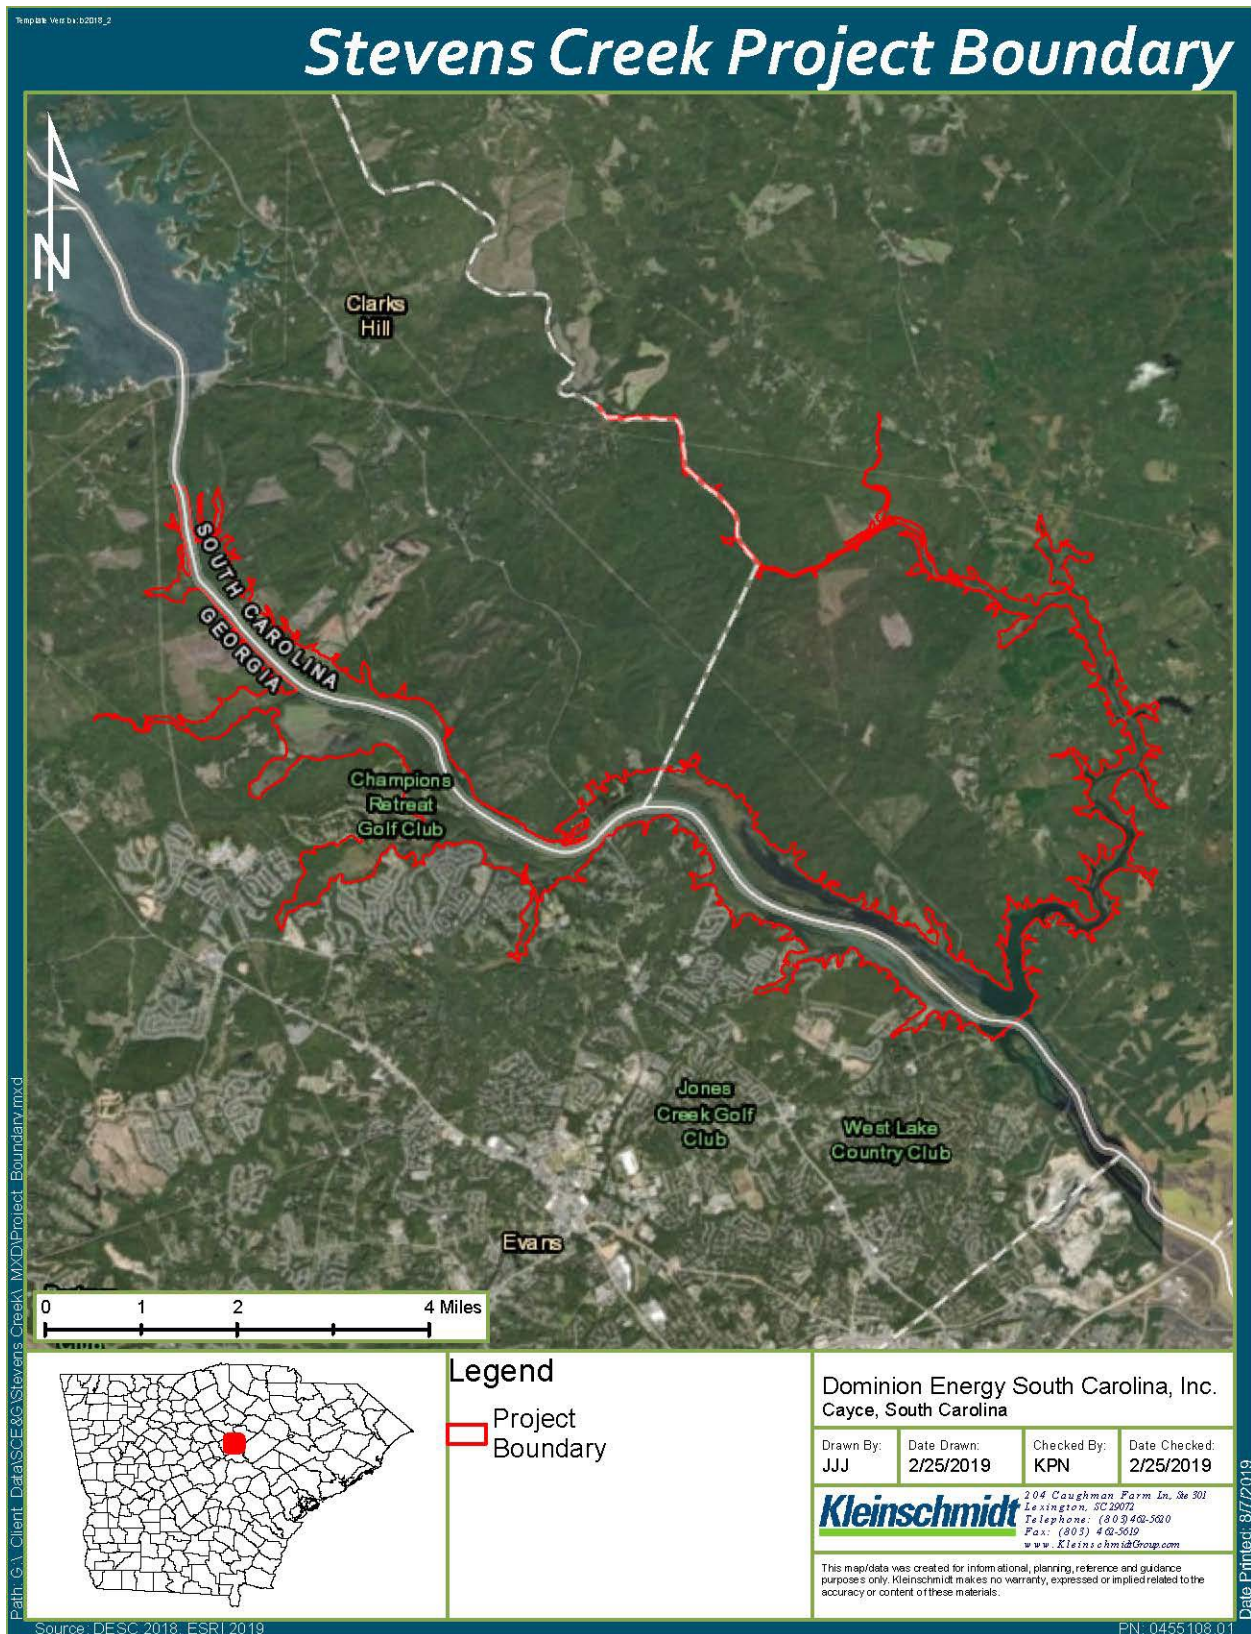 Template Version:b2018_2
Stevens Creek Project Boundary
N
Clarks
Hill
SOUTH CAROLINA
GEORGIA
Champions
Retreat
Golf Club
Jones
Creek Golf
Club
West Lake
Country Club
Evans
0 1 2 4 Miles
Legend
Project
Boundary
Dominion Energy South Carolina, Inc.
Cayce, South Carolina
Drawn By:
JJJ
Date Drawn:
2/25/2019
Checked By:
KPN
Date Checked:
2/25/2019
Kleinschmidt
204 Caughman Farm Ln, Ste 301
Lexington, SC 29072
Telephone: (803) 462-5620
Fax: (803) 462-5619
www.KleinschmidtGroup.com
This map/data was created for informational, planning, reference and guidance
purposes only. Kleinschmidt makes no warranty, expressed or implied related to the
accuracy or content of these materials.
Path: G:\_Client_Data\SCE&G\Stevens Creek\_MXD\Project Boundary.mxd
Date Printed: 8/7/2019
Source: DESC 2018, ESRI 2019
PN: 0455108.01